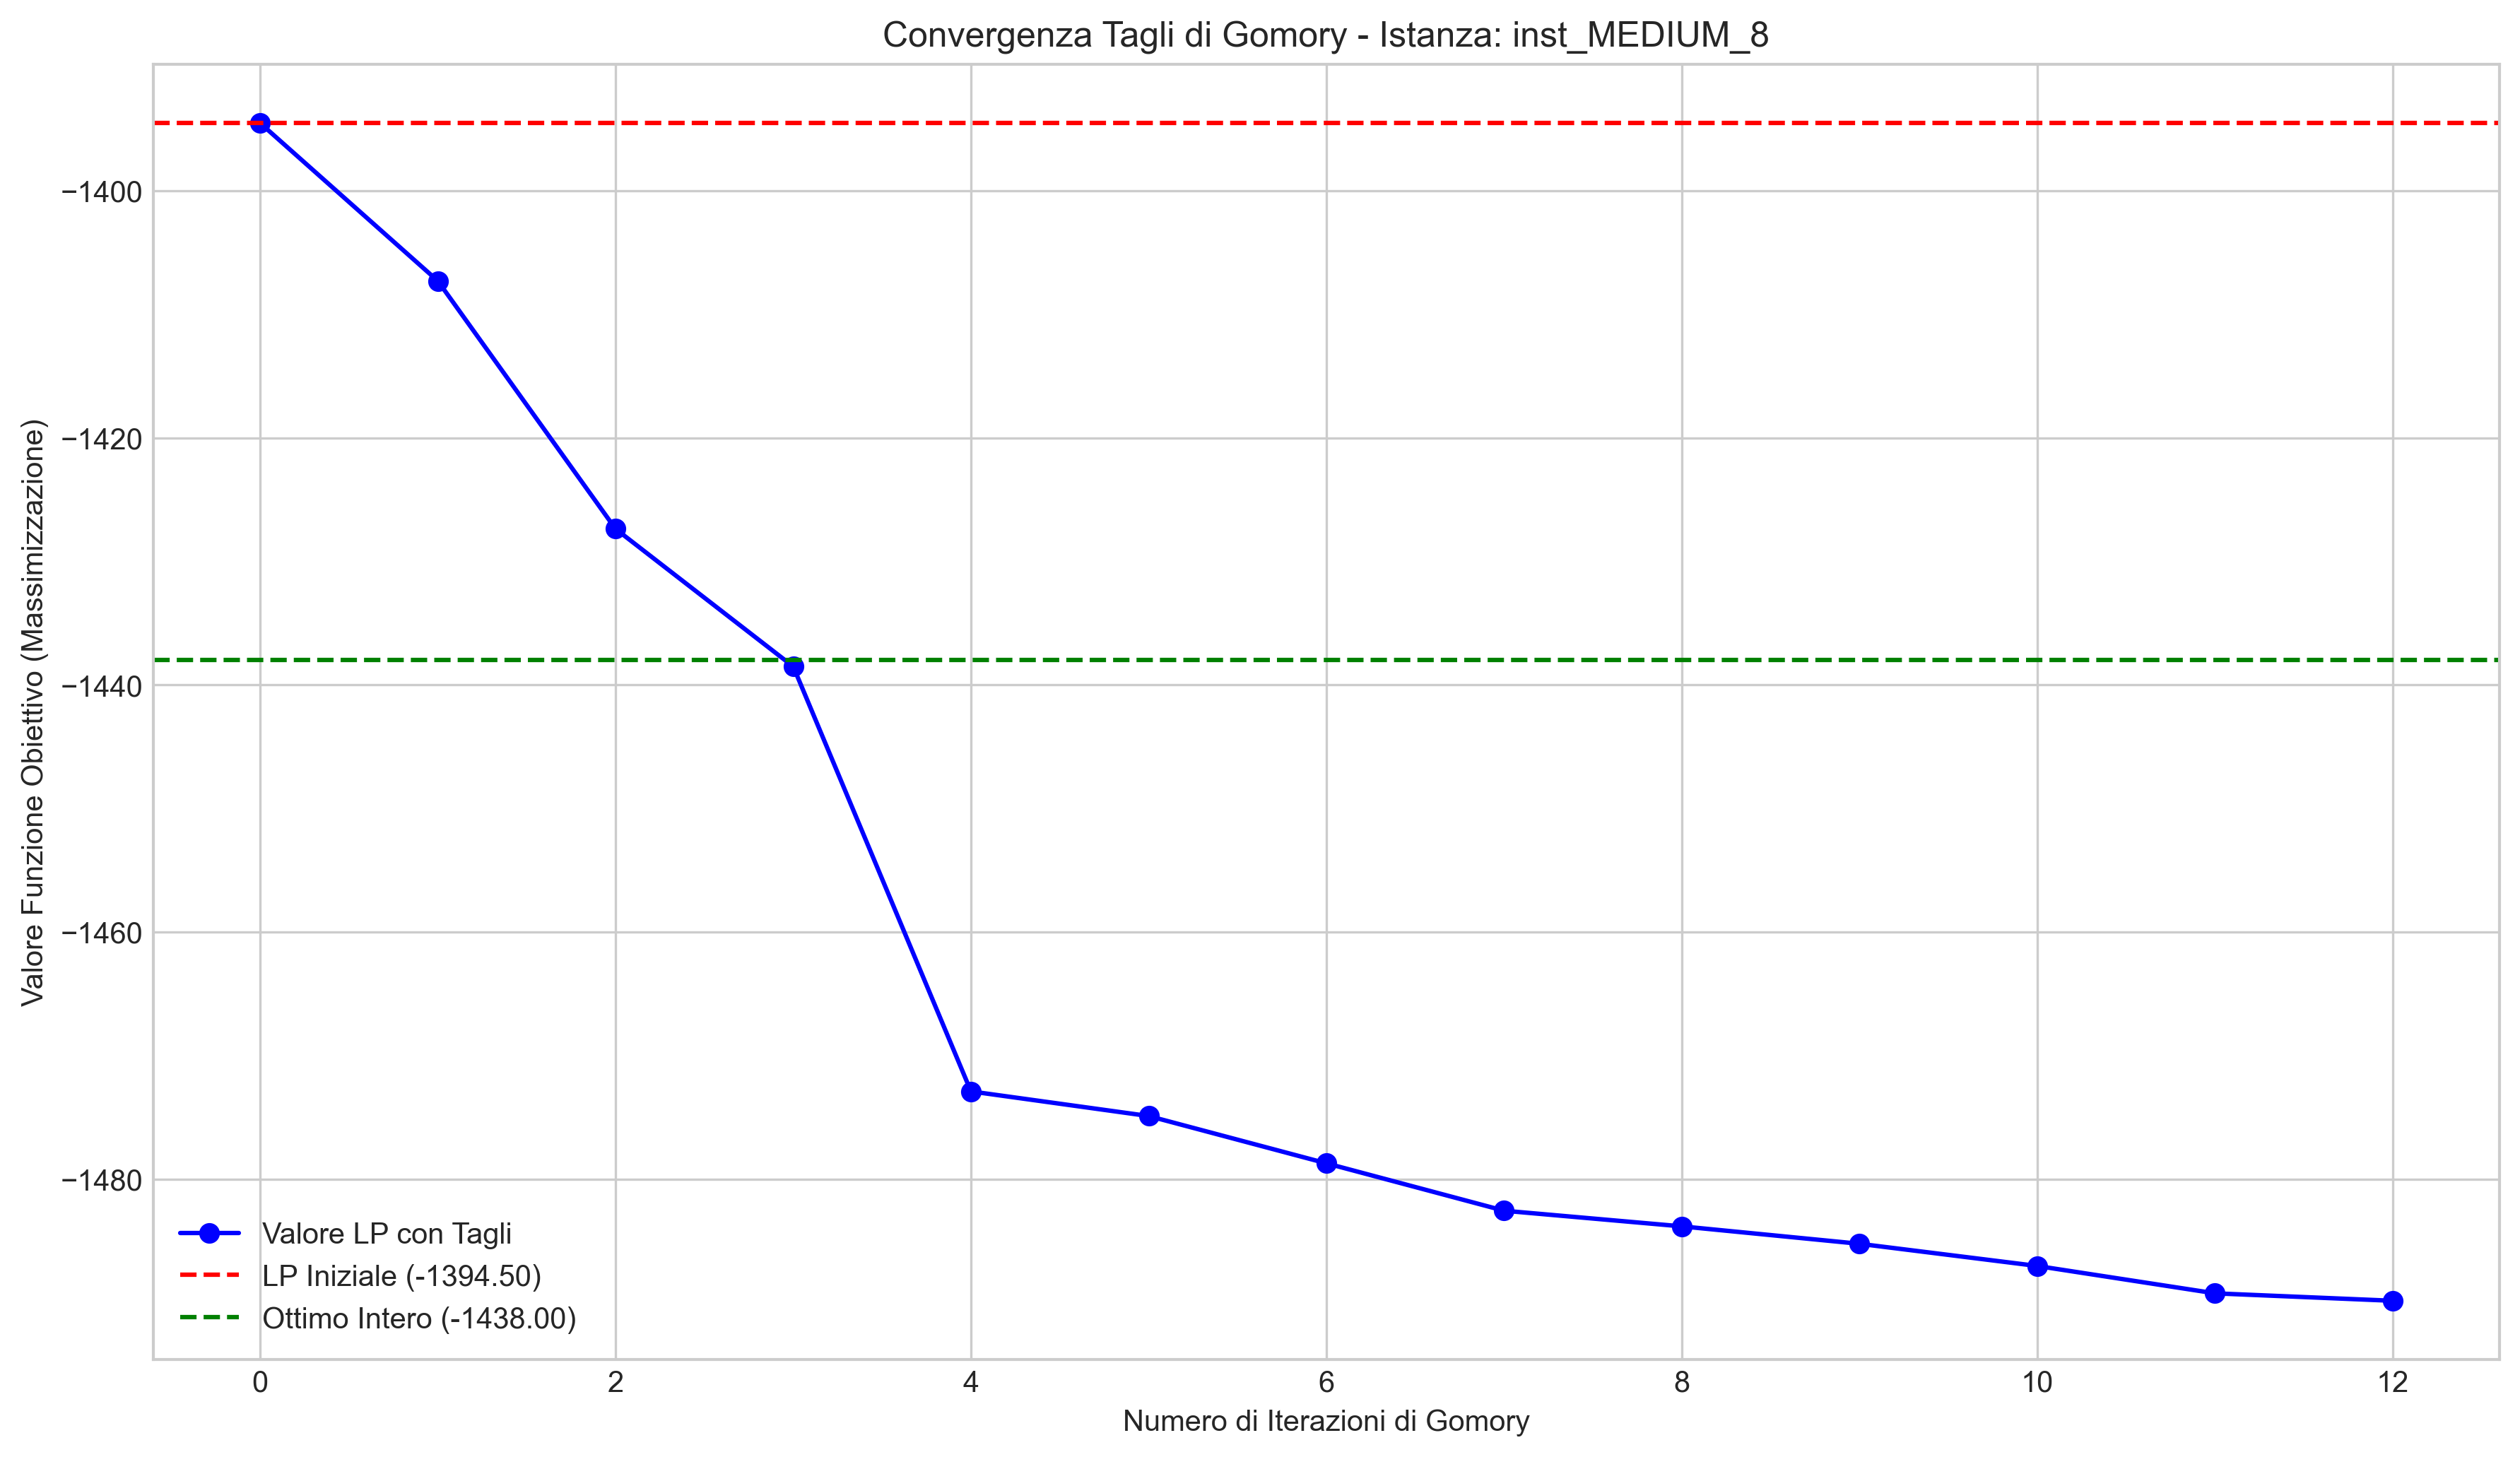 Convergenza Tagli di Gomory - Istanza: inst_MEDIUM_8
Valore Funzione Obiettivo (Massimizzazione)
−1400
−1420
−1440
−1460
−1480
Valore LP con Tagli
LP Iniziale (-1394.50)
Ottimo Intero (-1438.00)
0 2 4 6 8 10 12
Numero di Iterazioni di Gomory